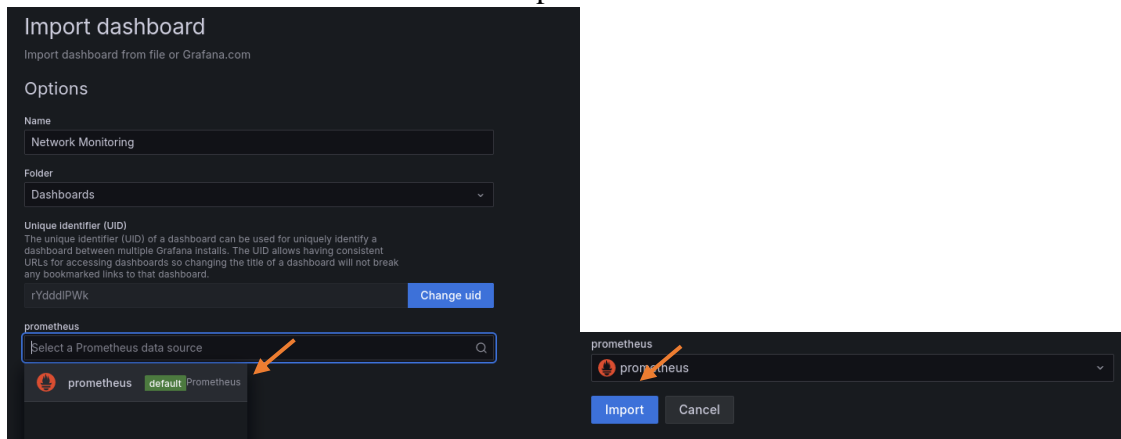 Import dashboard
Import dashboard from file or Grafana.com
Options
Name
Network Monitoring
Folder
Dashboards
Unique identifier (UID)
The unique identifier (UID) of a dashboard can be used for uniquely identify a
dashboard between multiple Grafana installs. The UID allows having consistent
URLs for accessing dashboards so changing the title of a dashboard will not break
any bookmarked links to that dashboard.
rYdddlPWk
Change uid
prometheus
Select a Prometheus data source
prometheus default Prometheus
prometheus
prometheus
Import Cancel